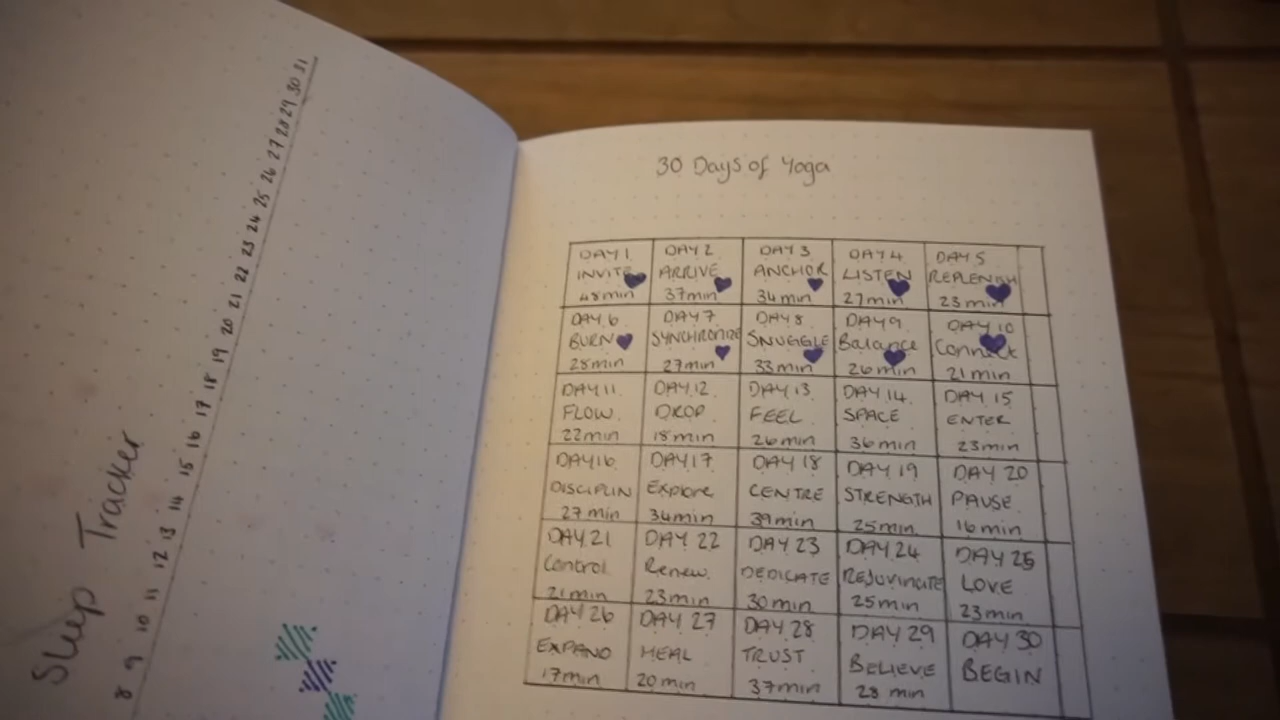 Sleep Tracker
8 9 10 11 12 13 14 15 16 17 18 19 20 21 22 23 24 25 26 27 28 29 30 31
30 Days of Yoga
DAY 1 DAY 2 DAY 3 DAY 4 DAY 5
INVITE ARRIVE ANCHOR LISTEN REPLENISH
48min 37min 34min 27min 23min
DAY 6 DAY 7 DAY 8 DAY 9 DAY 10
BURN SYNCHRONIZE SNUGGLE Balance Connect
28min 27min 33min 26min 21min
DAY 11 DAY 12 DAY 13 DAY 14 DAY 15
FLOW DROP FEEL SPACE ENTER
22min 18min 26min 36min 23min
DAY 16 DAY 17 DAY 18 DAY 19 DAY 20
DISCIPLIN Explore CENTRE STRENGTH PAUSE
27min 34min 39min 25min 16min
DAY 21 DAY 22 DAY 23 DAY 24 DAY 25
Control Renew DEDICATE REJUVINATE LOVE
21min 23min 30min 25min 23min
DAY 26 DAY 27 DAY 28 DAY 29 DAY 30
EXPAND HEAL TRUST BELIEVE BEGIN
17min 20min 37min 28 min